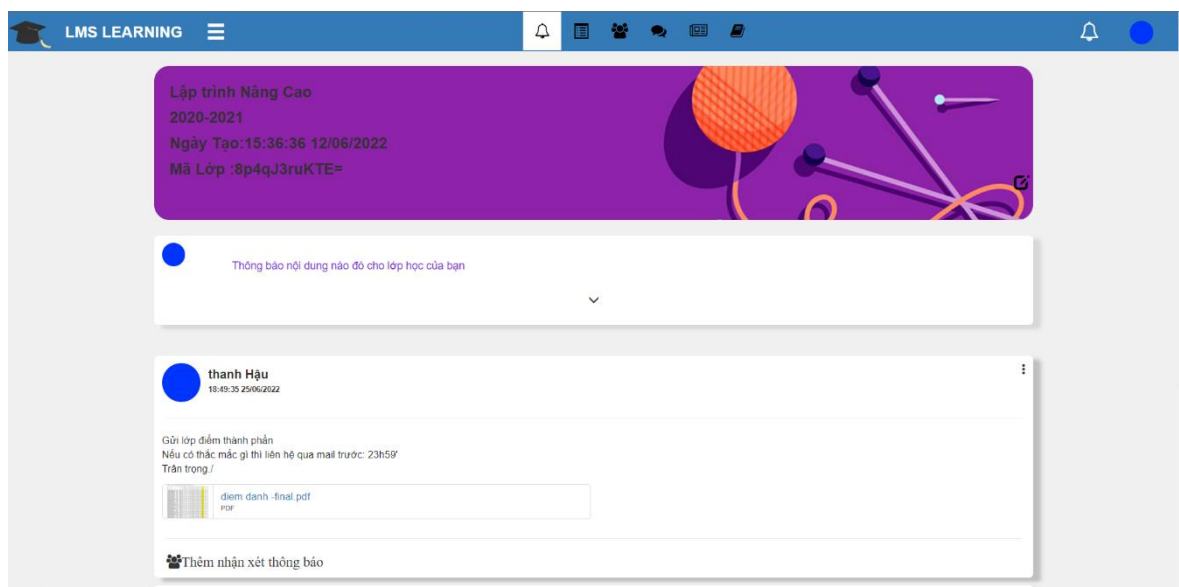 LMS LEARNING
Lập trình Nâng Cao
2020-2021
Ngày Tạo:15:36:36 12/06/2022
Mã Lớp :8p4qJ3ruKTE=
Thông báo nội dung nào đó cho lớp học của bạn
thanh Hậu
18:49:35 25/06/2022
Gửi lớp điểm thành phần
Nếu có thắc mắc gì thì liên hệ qua mail trước: 23h59'
Trân trọng./
diem danh -final.pdf
PDF
Thêm nhận xét thông báo